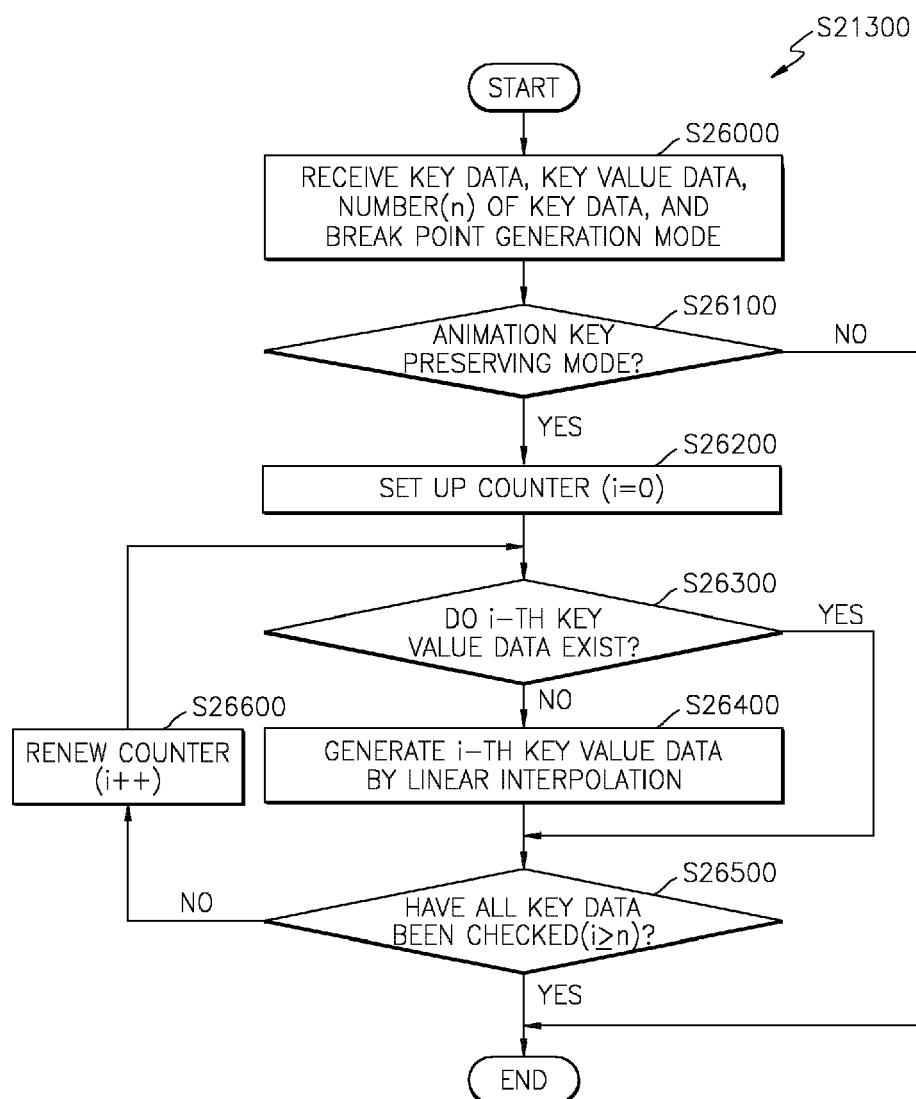 S21300
START
S26000
RECEIVE KEY DATA, KEY VALUE DATA,
NUMBER(n) OF KEY DATA, AND
BREAK POINT GENERATION MODE
S26100
ANIMATION KEY
PRESERVING MODE?
NO
YES
S26200
SET UP COUNTER (i=0)
S26300
DO i-TH KEY
VALUE DATA EXIST?
YES
NO
S26600
RENEW COUNTER
(i++)
S26400
GENERATE i-TH KEY VALUE DATA
BY LINEAR INTERPOLATION
S26500
HAVE ALL KEY DATA
BEEN CHECKED(i≥n)?
NO
YES
END